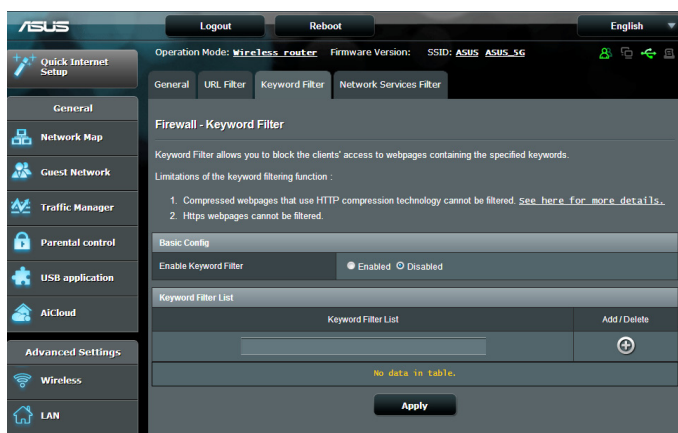 ASUS
Logout Reboot English
Quick Internet Setup
Operation Mode: Wireless router Firmware Version: SSID: ASUS ASUS_5G
General URL Filter Keyword Filter Network Services Filter
General
Network Map
Guest Network
Traffic Manager
Parental control
USB application
AiCloud
Advanced Settings
Wireless
LAN
Firewall - Keyword Filter
Keyword Filter allows you to block the clients' access to webpages containing the specified keywords.
Limitations of the keyword filtering function :
1. Compressed webpages that use HTTP compression technology cannot be filtered. See here for more details.
2. Https webpages cannot be filtered.
Basic Config
Enable Keyword Filter Enabled Disabled
Keyword Filter List
Keyword Filter List Add / Delete
No data in table.
Apply